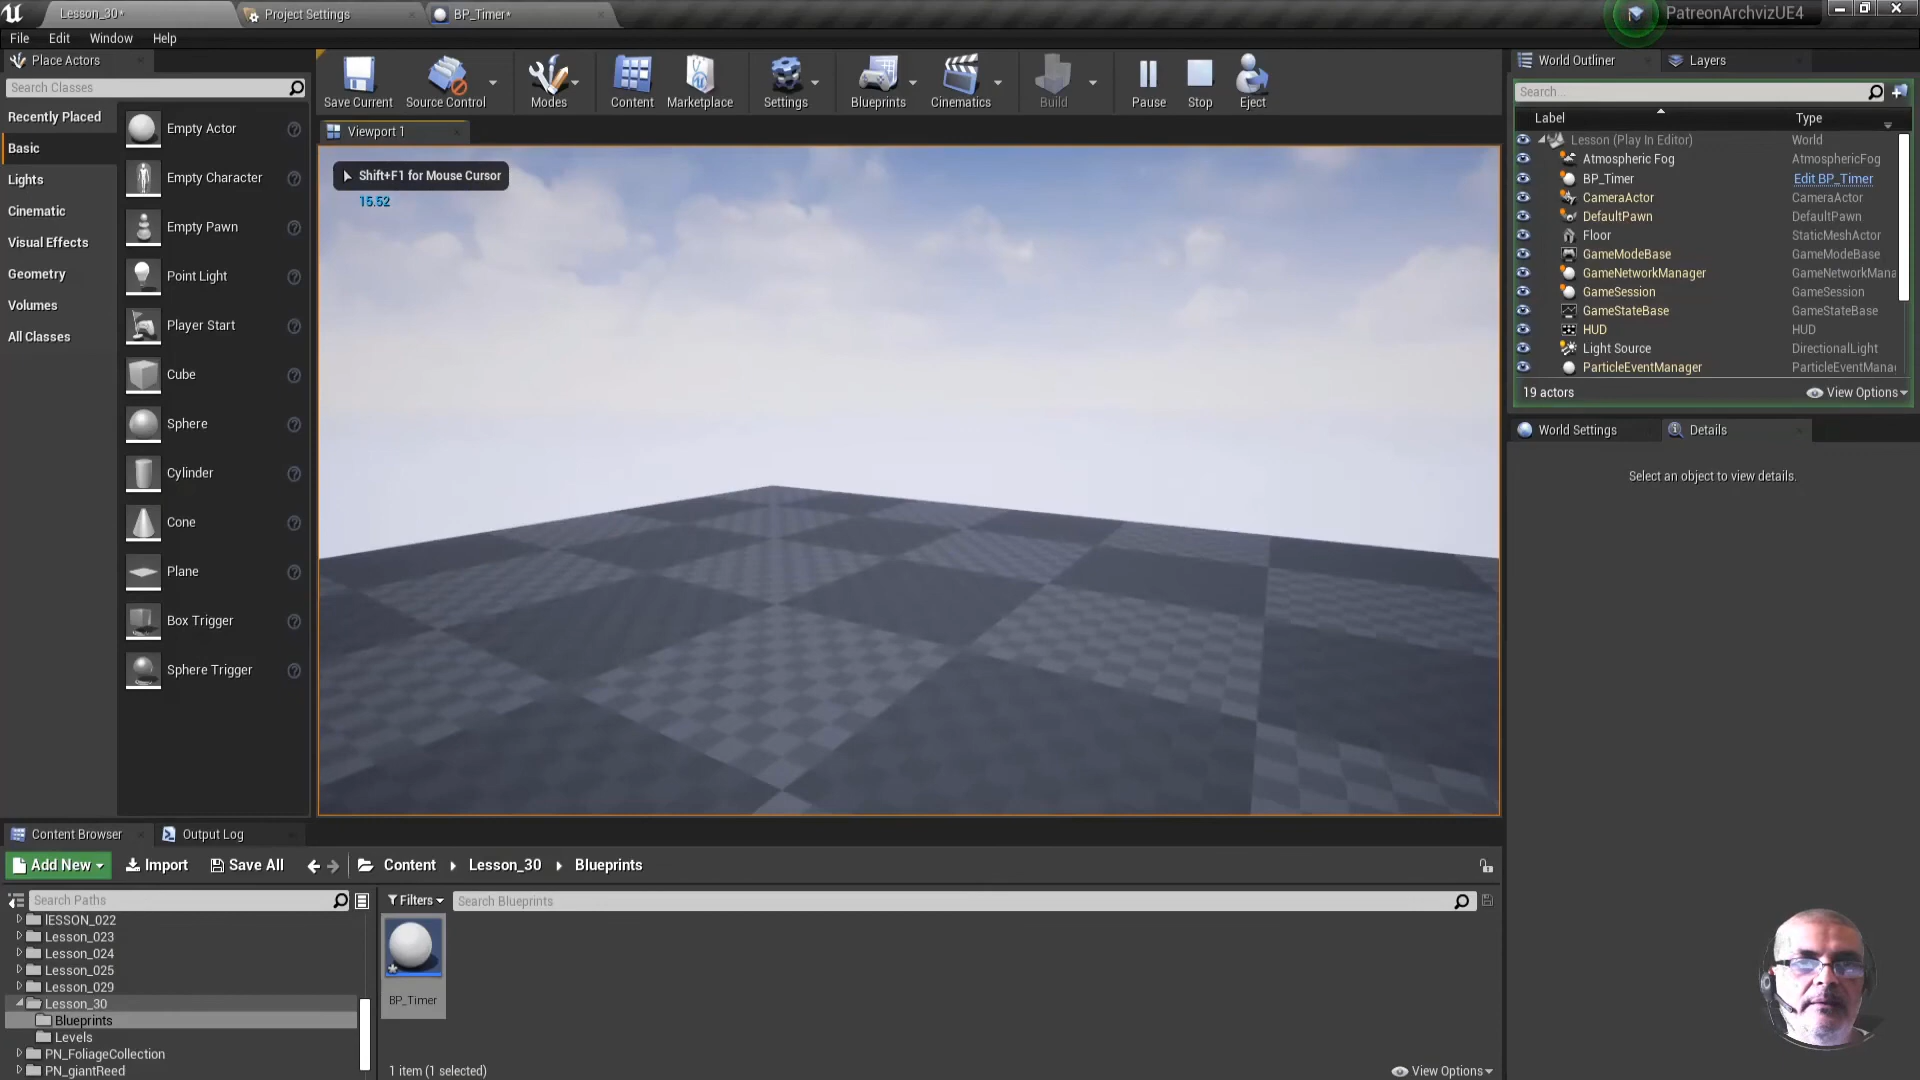 Lesson_30*
Project Settings
BP_Timer*
PatreonArchvizUE4
File Edit Window Help
Place Actors
Search Classes
Recently Placed
Basic
Lights
Cinematic
Visual Effects
Geometry
Volumes
All Classes
Empty Actor
Empty Character
Empty Pawn
Point Light
Player Start
Cube
Sphere
Cylinder
Cone
Plane
Box Trigger
Sphere Trigger
Save Current
Source Control
Modes
Content
Marketplace
Settings
Blueprints
Cinematics
Build
Pause
Stop
Eject
Viewport 1
Shift+F1 for Mouse Cursor
15.52
World Outliner
Layers
Search...
Label Type
Lesson (Play In Editor) World
Atmospheric Fog AtmosphericFog
BP_Timer Edit BP_Timer
CameraActor CameraActor
DefaultPawn DefaultPawn
Floor StaticMeshActor
GameModeBase GameModeBase
GameNetworkManager GameNetworkMana
GameSession GameSession
GameStateBase GameStateBase
HUD HUD
Light Source DirectionalLight
ParticleEventManager ParticleEventMana
19 actors
View Options
World Settings
Details
Select an object to view details.
Content Browser
Output Log
Add New
Import
Save All
Content
Lesson_30
Blueprints
Search Paths
Filters
Search Blueprints
lESSON_022
Lesson_023
Lesson_024
Lesson_025
Lesson_029
Lesson_30
Blueprints
Levels
PN_FoliageCollection
PN_giantReed
BP_Timer
1 item (1 selected)
View Options